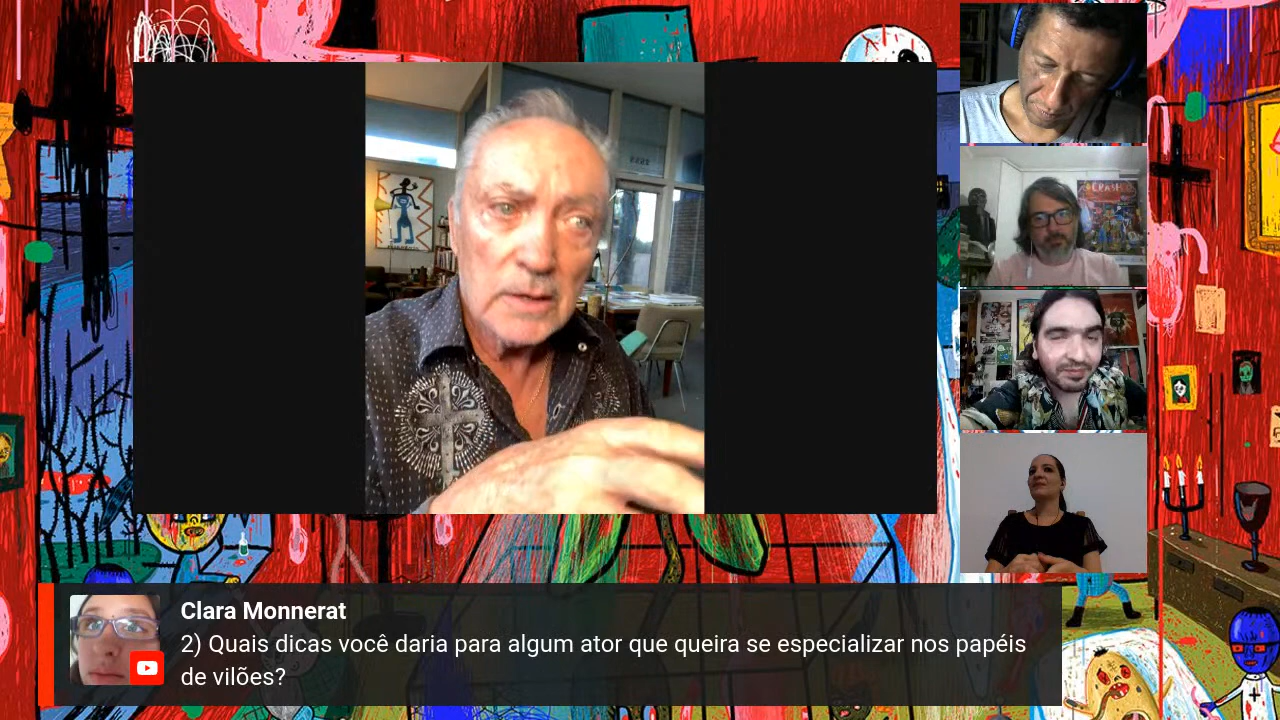 Clara Monnerat
2) Quais dicas você daria para algum ator que queira se especializar nos papéis
de vilões?